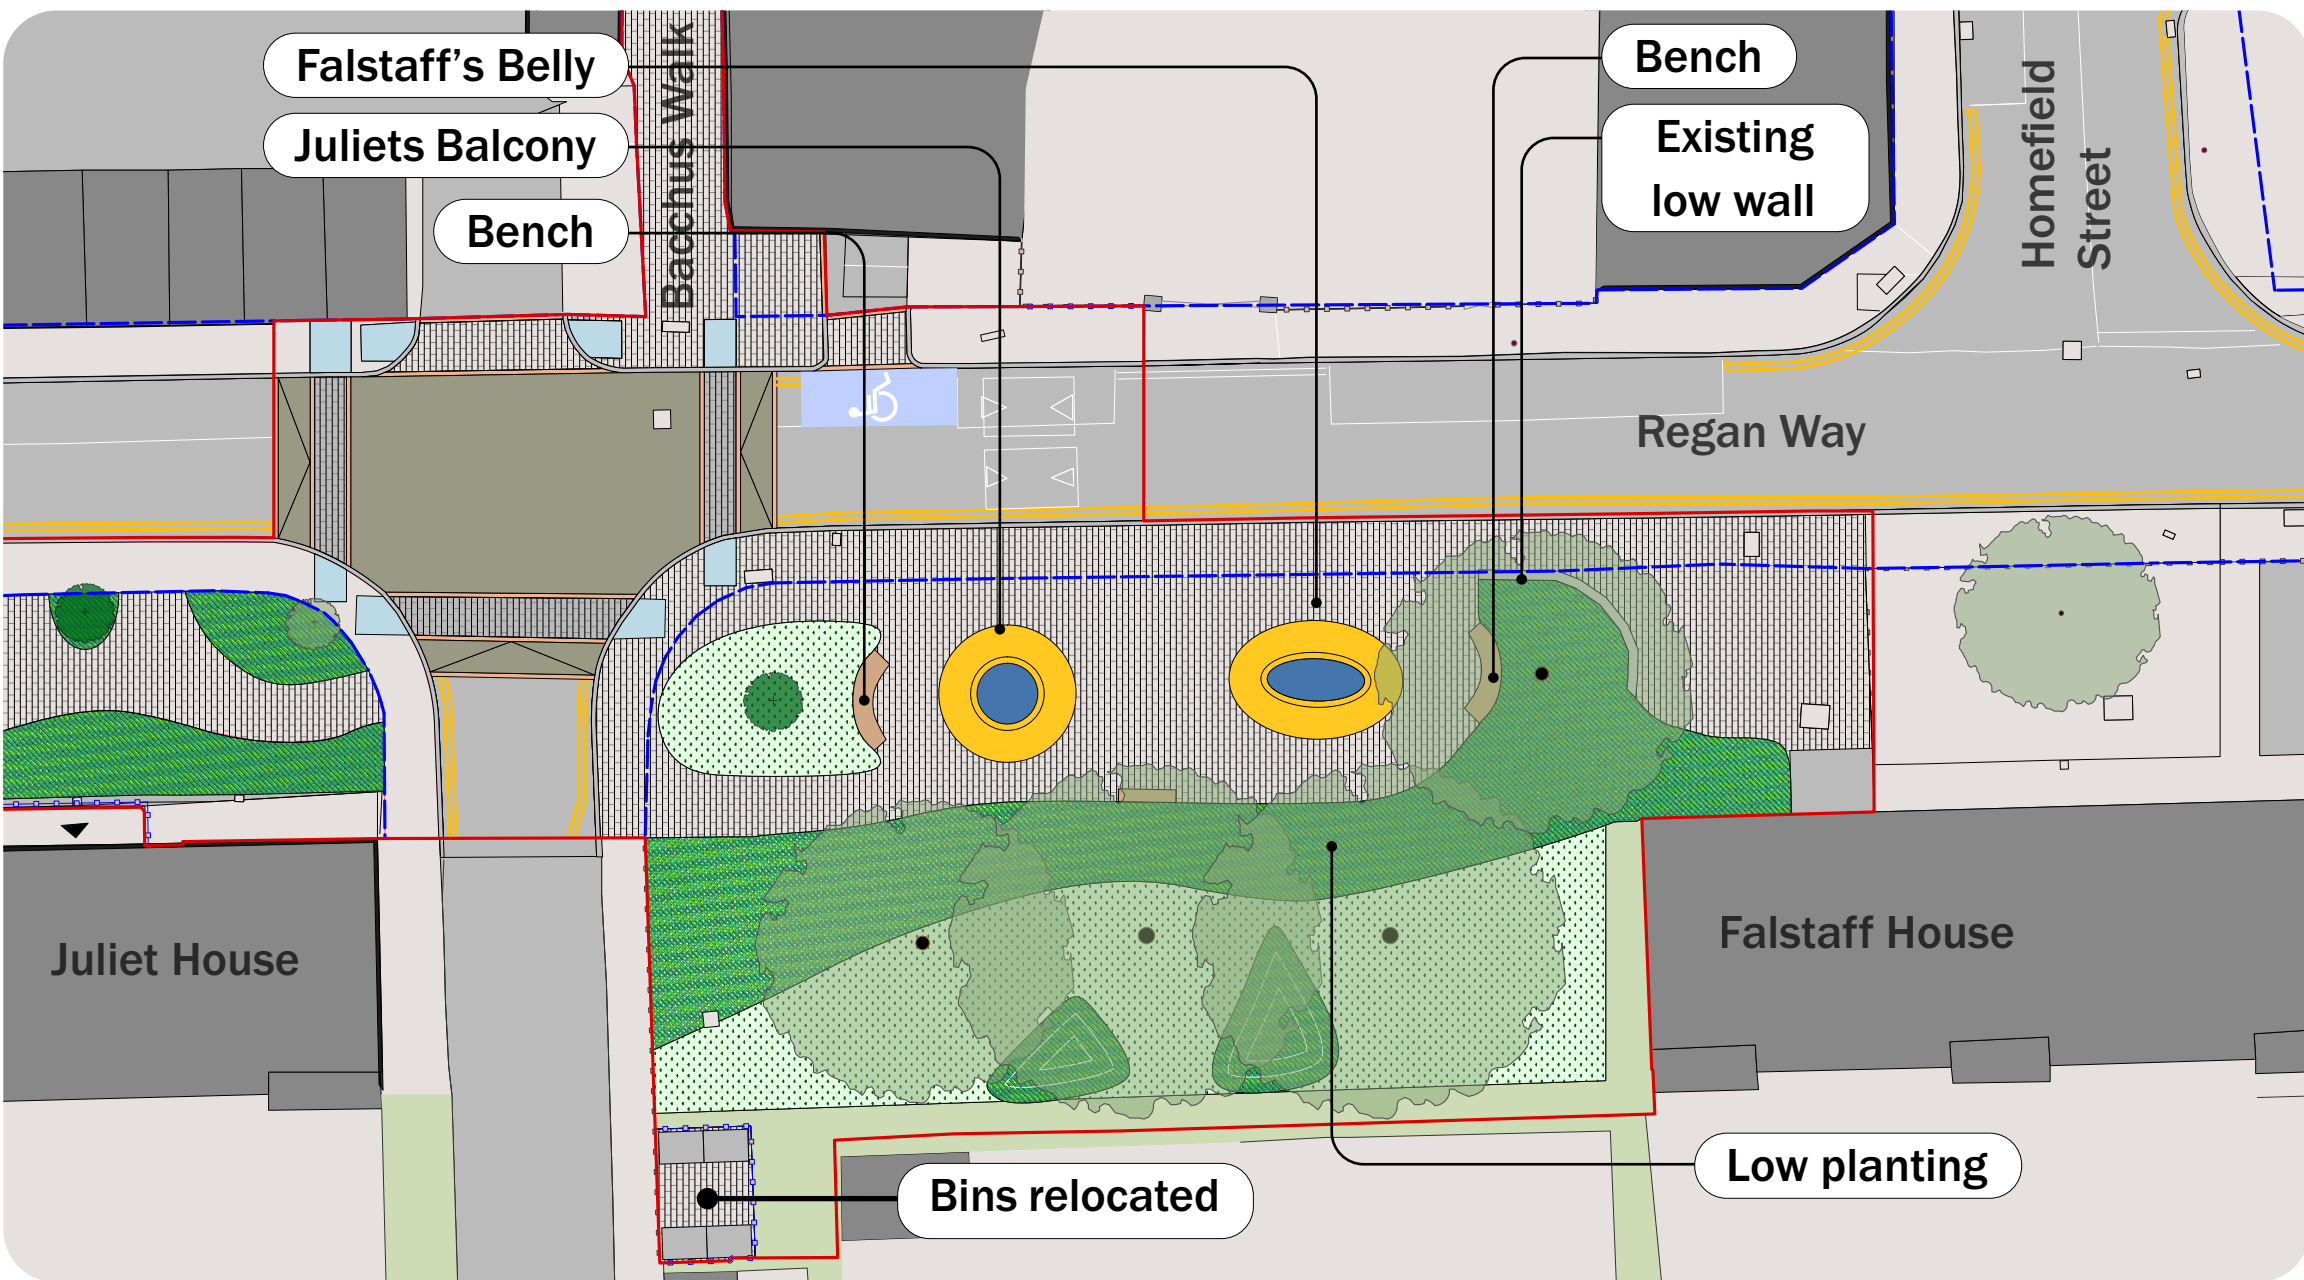 Falstaff's Belly
Juliets Balcony
Bench
Bacchus Walk
Bench
Existing
low wall
Homefield
Street
Regan Way
Juliet House
Falstaff House
Bins relocated
Low planting